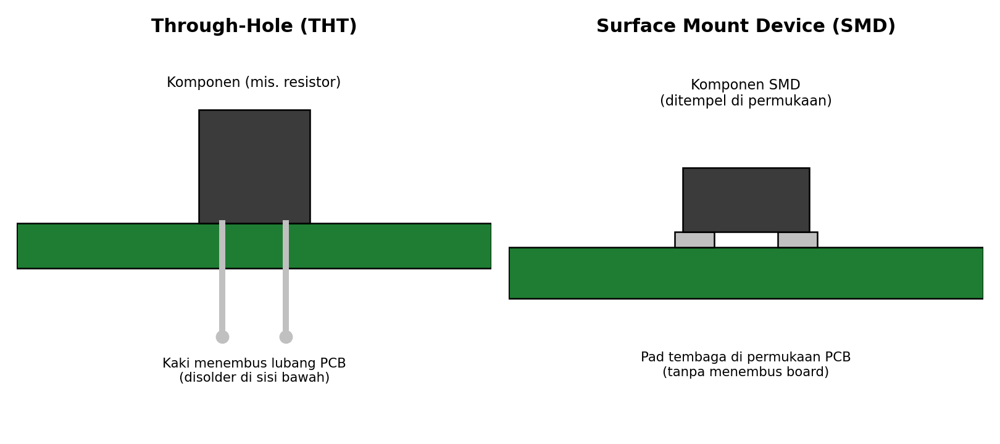 Through-Hole (THT)
Komponen (mis. resistor)
Kaki menembus lubang PCB
(disolder di sisi bawah)
Surface Mount Device (SMD)
Komponen SMD
(ditempel di permukaan)
Pad tembaga di permukaan PCB
(tanpa menembus board)